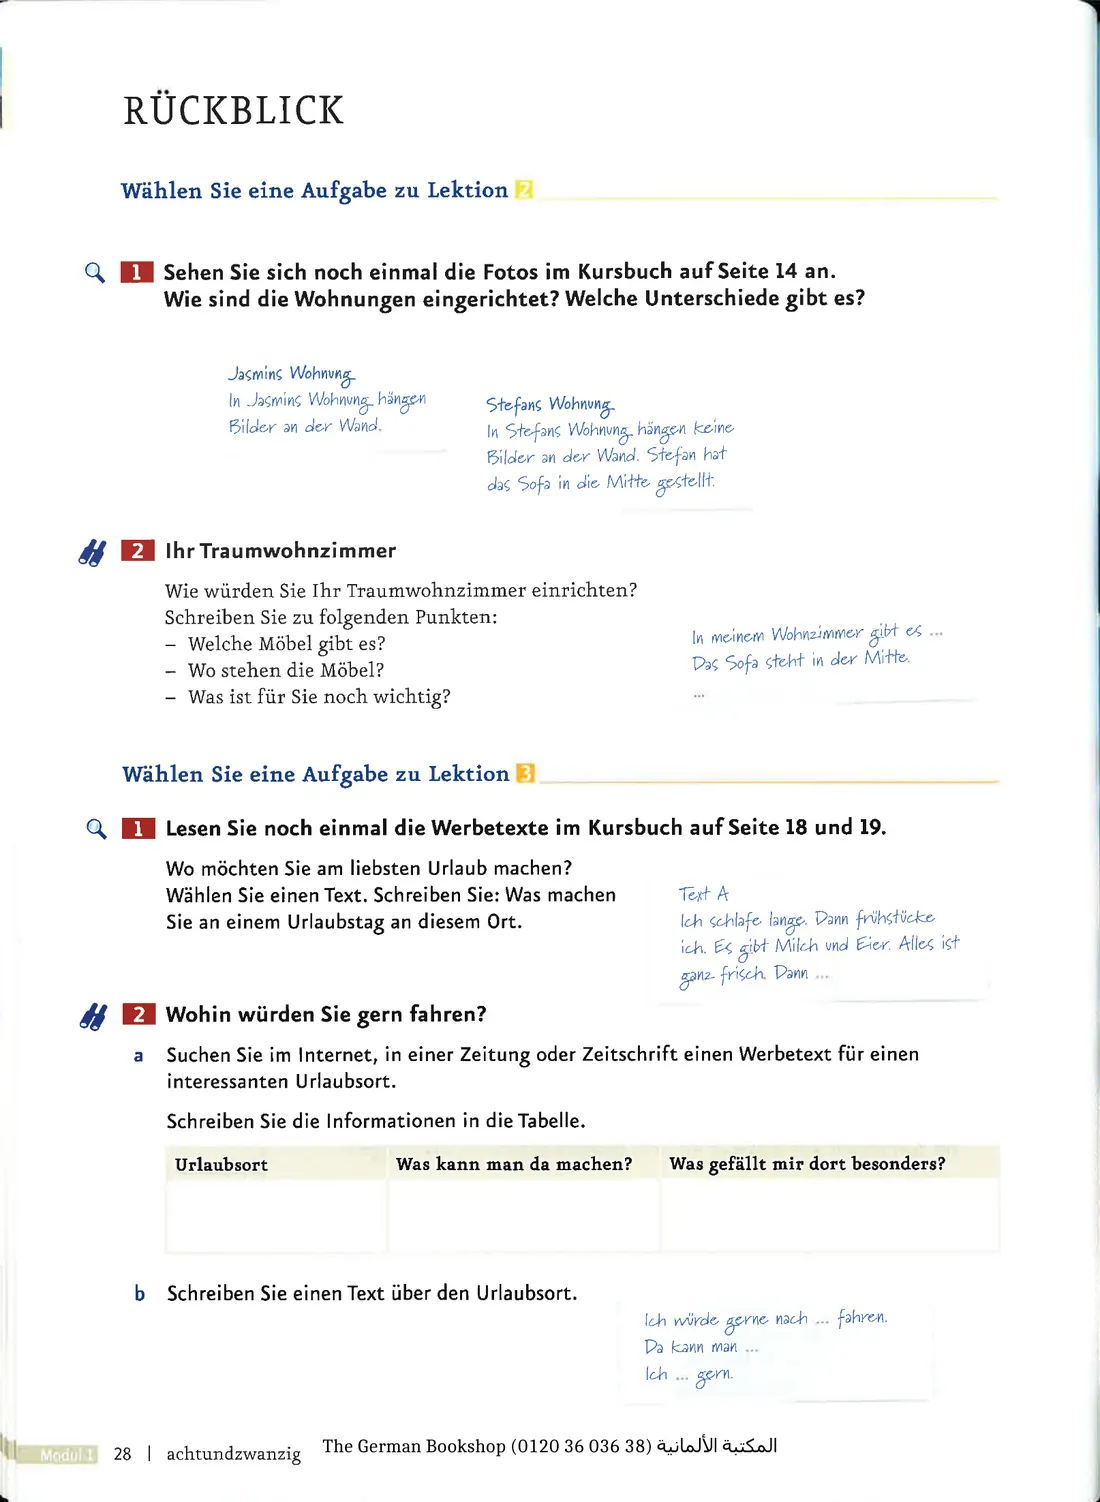 RÜCKBLICK
Wählen Sie eine Aufgabe zu Lektion 2
1 Sehen Sie sich noch einmal die Fotos im Kursbuch auf Seite 14 an.
Wie sind die Wohnungen eingerichtet? Welche Unterschiede gibt es?
Jasmins Wohnung
In Jasmins Wohnung hängen
Bilder an der Wand.
Stefans Wohnung
In Stefans Wohnung hängen keine
Bilder an der Wand. Stefan hat
das Sofa in die Mitte gestellt.
2 Ihr Traumwohnzimmer
Wie würden Sie Ihr Traumwohnzimmer einrichten?
Schreiben Sie zu folgenden Punkten:
– Welche Möbel gibt es?
– Wo stehen die Möbel?
– Was ist für Sie noch wichtig?
In meinem Wohnzimmer gibt es ...
Das Sofa steht in der Mitte.
...
Wählen Sie eine Aufgabe zu Lektion 3
1 Lesen Sie noch einmal die Werbetexte im Kursbuch auf Seite 18 und 19.
Wo möchten Sie am liebsten Urlaub machen?
Wählen Sie einen Text. Schreiben Sie: Was machen
Sie an einem Urlaubstag an diesem Ort.
Text A
Ich schlafe lange. Dann frühstücke
ich. Es gibt Milch und Eier. Alles ist
ganz frisch. Dann ...
2 Wohin würden Sie gern fahren?
a Suchen Sie im Internet, in einer Zeitung oder Zeitschrift einen Werbetext für einen
interessanten Urlaubsort.
Schreiben Sie die Informationen in die Tabelle.
Urlaubsort Was kann man da machen? Was gefällt mir dort besonders?
b Schreiben Sie einen Text über den Urlaubsort.
Ich würde gerne nach ... fahren.
Da kann man ...
Ich ... gern.
Modul 1 28 | achtundzwanzig The German Bookshop (0120 36 036 38) المكتبة الألمانية